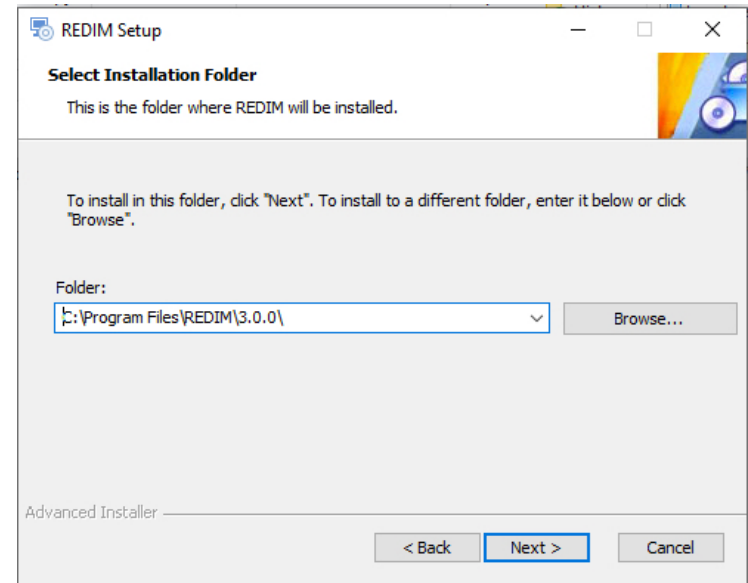 REDIM Setup
Select Installation Folder
This is the folder where REDIM will be installed.
To install in this folder, click "Next". To install to a different folder, enter it below or click
"Browse".
Folder:
C:\Program Files\REDIM\3.0.0\
Browse...
Advanced Installer
< Back
Next >
Cancel